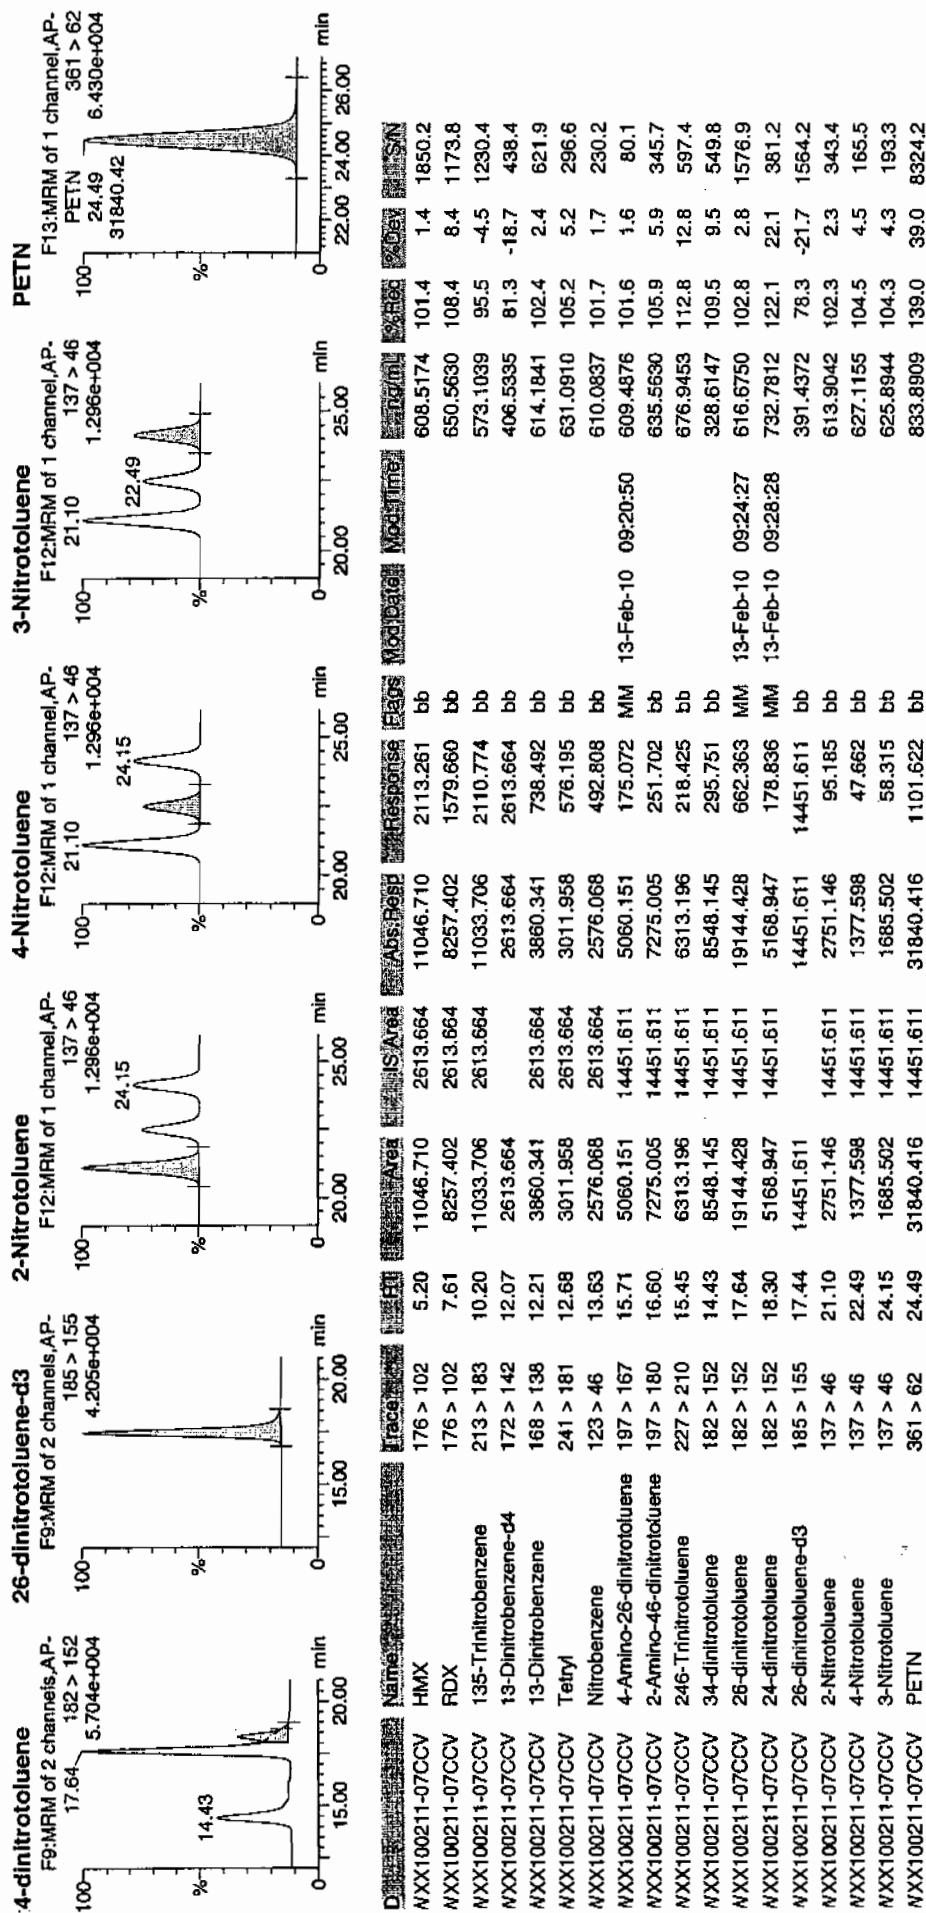 4-dinitrotoluene
F9:MRM of 2 channels,AP-
182 > 152
17.64
5.704e+004
100
%
14.43
0
15.00 20.00 min
26-dinitrotoluene-d3
F9:MRM of 2 channels,AP-
185 > 155
4.205e+004
100
%
0
15.00 20.00 min
2-Nitrotoluene
F12:MRM of 1 channel,AP-
137 > 46
1.296e+004
100
24.15
%
0
20.00 25.00 min
4-Nitrotoluene
F12:MRM of 1 channel,AP-
21.10 137 > 46
1.296e+004
100
24.15
%
0
20.00 25.00 min
3-Nitrotoluene
F12:MRM of 1 channel,AP-
21.10 137 > 46
1.296e+004
100
22.49
%
0
20.00 25.00 min
PETN
F13:MRM of 1 channel,AP-
PETN 361 > 62
24.49 6.430e+004
31840.42
100
%
0
22.00 24.00 26.00 min
Name Trace RT Area IS Area Abs.Resp Response Flags Mod.Date Mod.Time ng/mL %Rec %Dev S/N
WXX100211-07CCV HMX 176 > 102 5.20 11046.710 2613.664 11046.710 2113.261 bb 608.5174 101.4 1.4 1850.2
WXX100211-07CCV RDX 176 > 102 7.61 8257.402 2613.664 8257.402 1579.660 bb 650.5630 108.4 8.4 1173.8
WXX100211-07CCV 135-Trinitrobenzene 213 > 183 10.20 11033.706 2613.664 11033.706 2110.774 bb 573.1039 95.5 -4.5 1230.4
WXX100211-07CCV 13-Dinitrobenzene-d4 172 > 142 12.07 2613.664 2613.664 2613.664 bb 406.5335 81.3 -18.7 438.4
WXX100211-07CCV 13-Dinitrobenzene 168 > 138 12.21 3860.341 2613.664 3860.341 738.492 bb 614.1841 102.4 2.4 621.9
WXX100211-07CCV Tetryl 241 > 181 12.68 3011.958 2613.664 3011.958 576.195 bb 631.0910 105.2 5.2 296.6
WXX100211-07CCV Nitrobenzene 123 > 46 13.63 2576.068 2613.664 2576.068 492.808 bb 610.0837 101.7 1.7 230.2
WXX100211-07CCV 4-Amino-26-dinitrotoluene 197 > 167 15.71 5060.151 14451.611 5060.151 175.072 MM 13-Feb-10 09:20:50 609.4876 101.6 1.6 80.1
WXX100211-07CCV 2-Amino-46-dinitrotoluene 197 > 180 16.60 7275.005 14451.611 7275.005 251.702 bb 635.5630 105.9 5.9 345.7
WXX100211-07CCV 246-Trinitrotoluene 227 > 210 15.45 6313.196 14451.611 6313.196 218.425 bb 676.9453 112.8 12.8 597.4
WXX100211-07CCV 34-dinitrotoluene 182 > 152 14.43 8548.145 14451.611 8548.145 295.751 bb 328.6147 109.5 9.5 549.8
WXX100211-07CCV 26-dinitrotoluene 182 > 152 17.64 19144.428 14451.611 19144.428 662.363 MM 13-Feb-10 09:24:27 616.6750 102.8 2.8 1576.9
WXX100211-07CCV 24-dinitrotoluene 182 > 152 18.30 5168.947 14451.611 5168.947 178.836 MM 13-Feb-10 09:28:28 732.7812 122.1 22.1 381.2
WXX100211-07CCV 26-dinitrotoluene-d3 185 > 155 17.44 14451.611 14451.611 14451.611 bb 391.4372 78.3 -21.7 1564.2
WXX100211-07CCV 2-Nitrotoluene 137 > 46 21.10 2751.146 14451.611 2751.146 95.185 bb 613.9042 102.3 2.3 343.4
WXX100211-07CCV 4-Nitrotoluene 137 > 46 22.49 1377.598 14451.611 1377.598 47.662 bb 627.1155 104.5 4.5 165.5
WXX100211-07CCV 3-Nitrotoluene 137 > 46 24.15 1685.502 14451.611 1685.502 58.315 bb 625.8944 104.3 4.3 193.3
WXX100211-07CCV PETN 361 > 62 24.49 31840.416 14451.611 31840.416 1101.622 bb 833.8909 139.0 39.0 8324.2